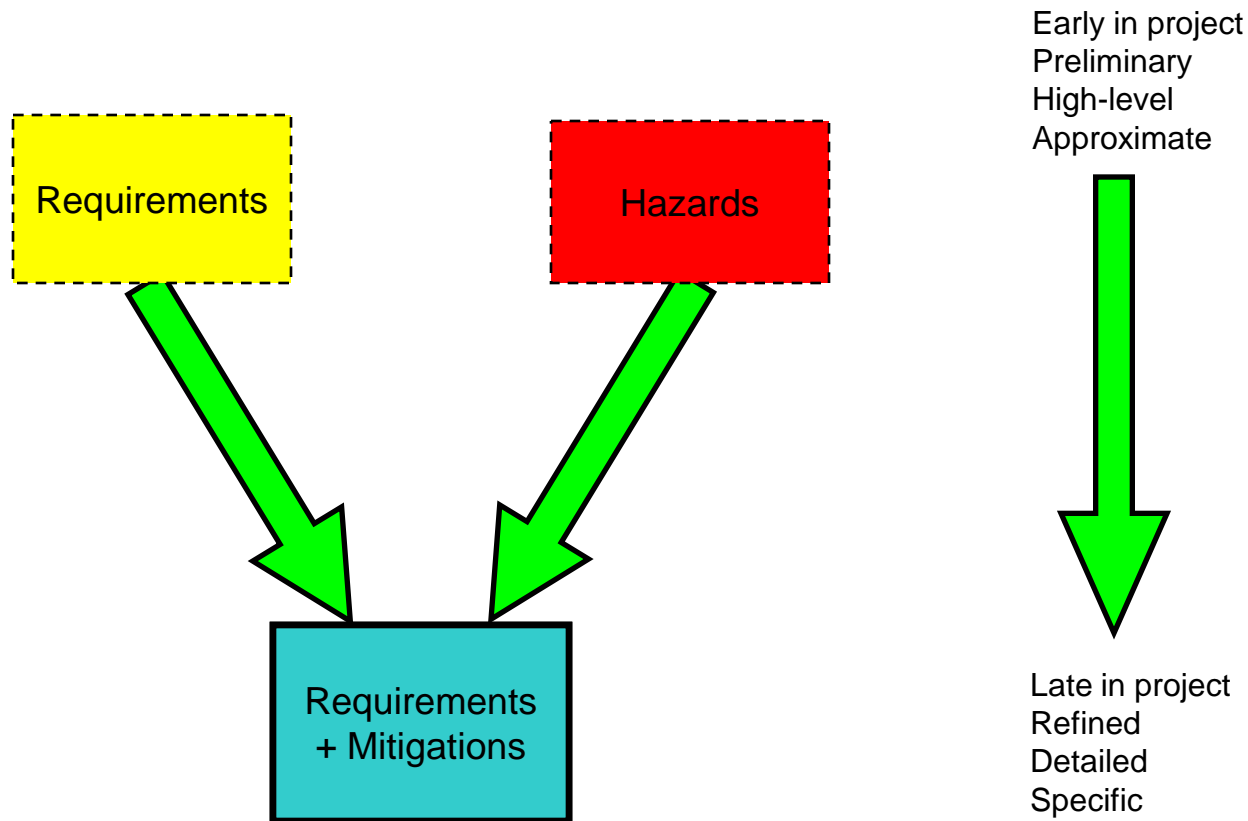 Early in project
Preliminary
High-level
Approximate
Requirements
Hazards
Requirements
+ Mitigations
Late in project
Refined
Detailed
Specific